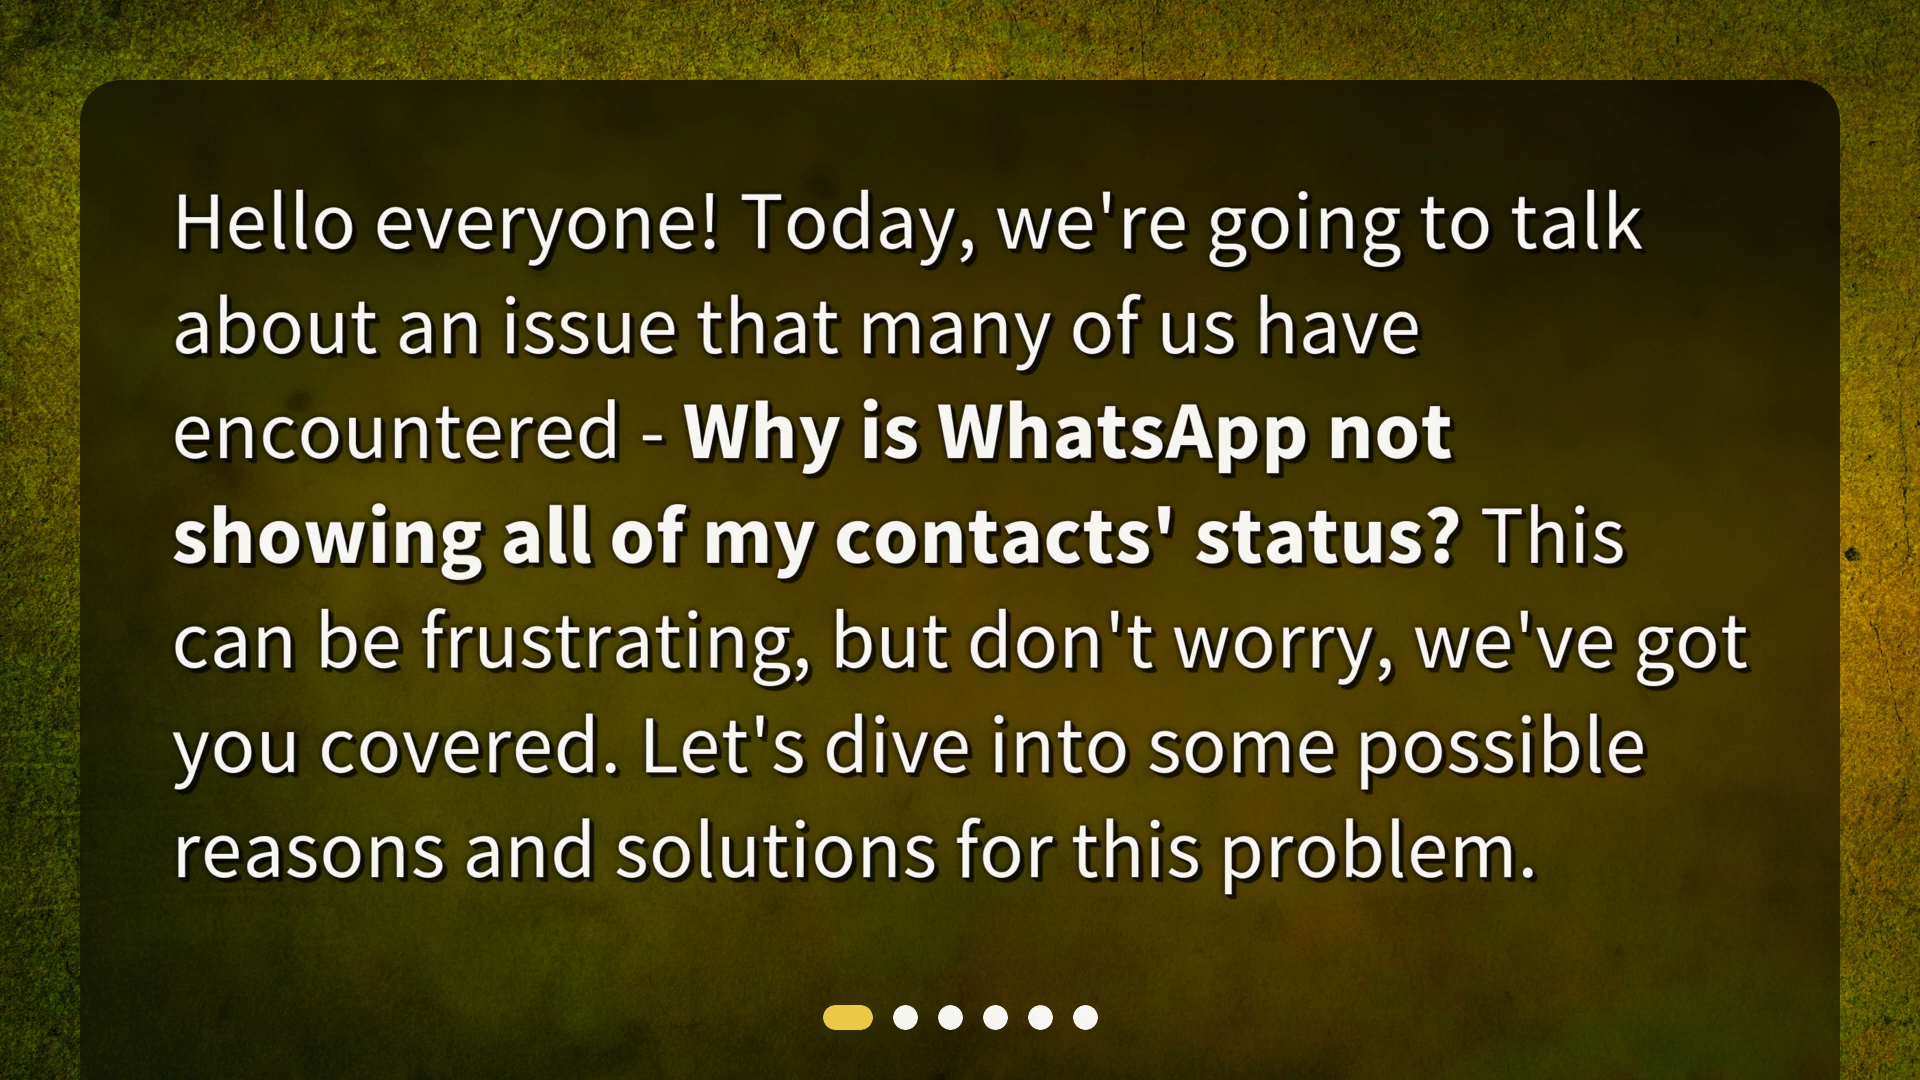 Hello everyone! Today, we're going to talk
about an issue that many of us have
encountered - Why is WhatsApp not
showing all of my contacts' status? This
can be frustrating, but don't worry, we've got
you covered. Let's dive into some possible
reasons and solutions for this problem.